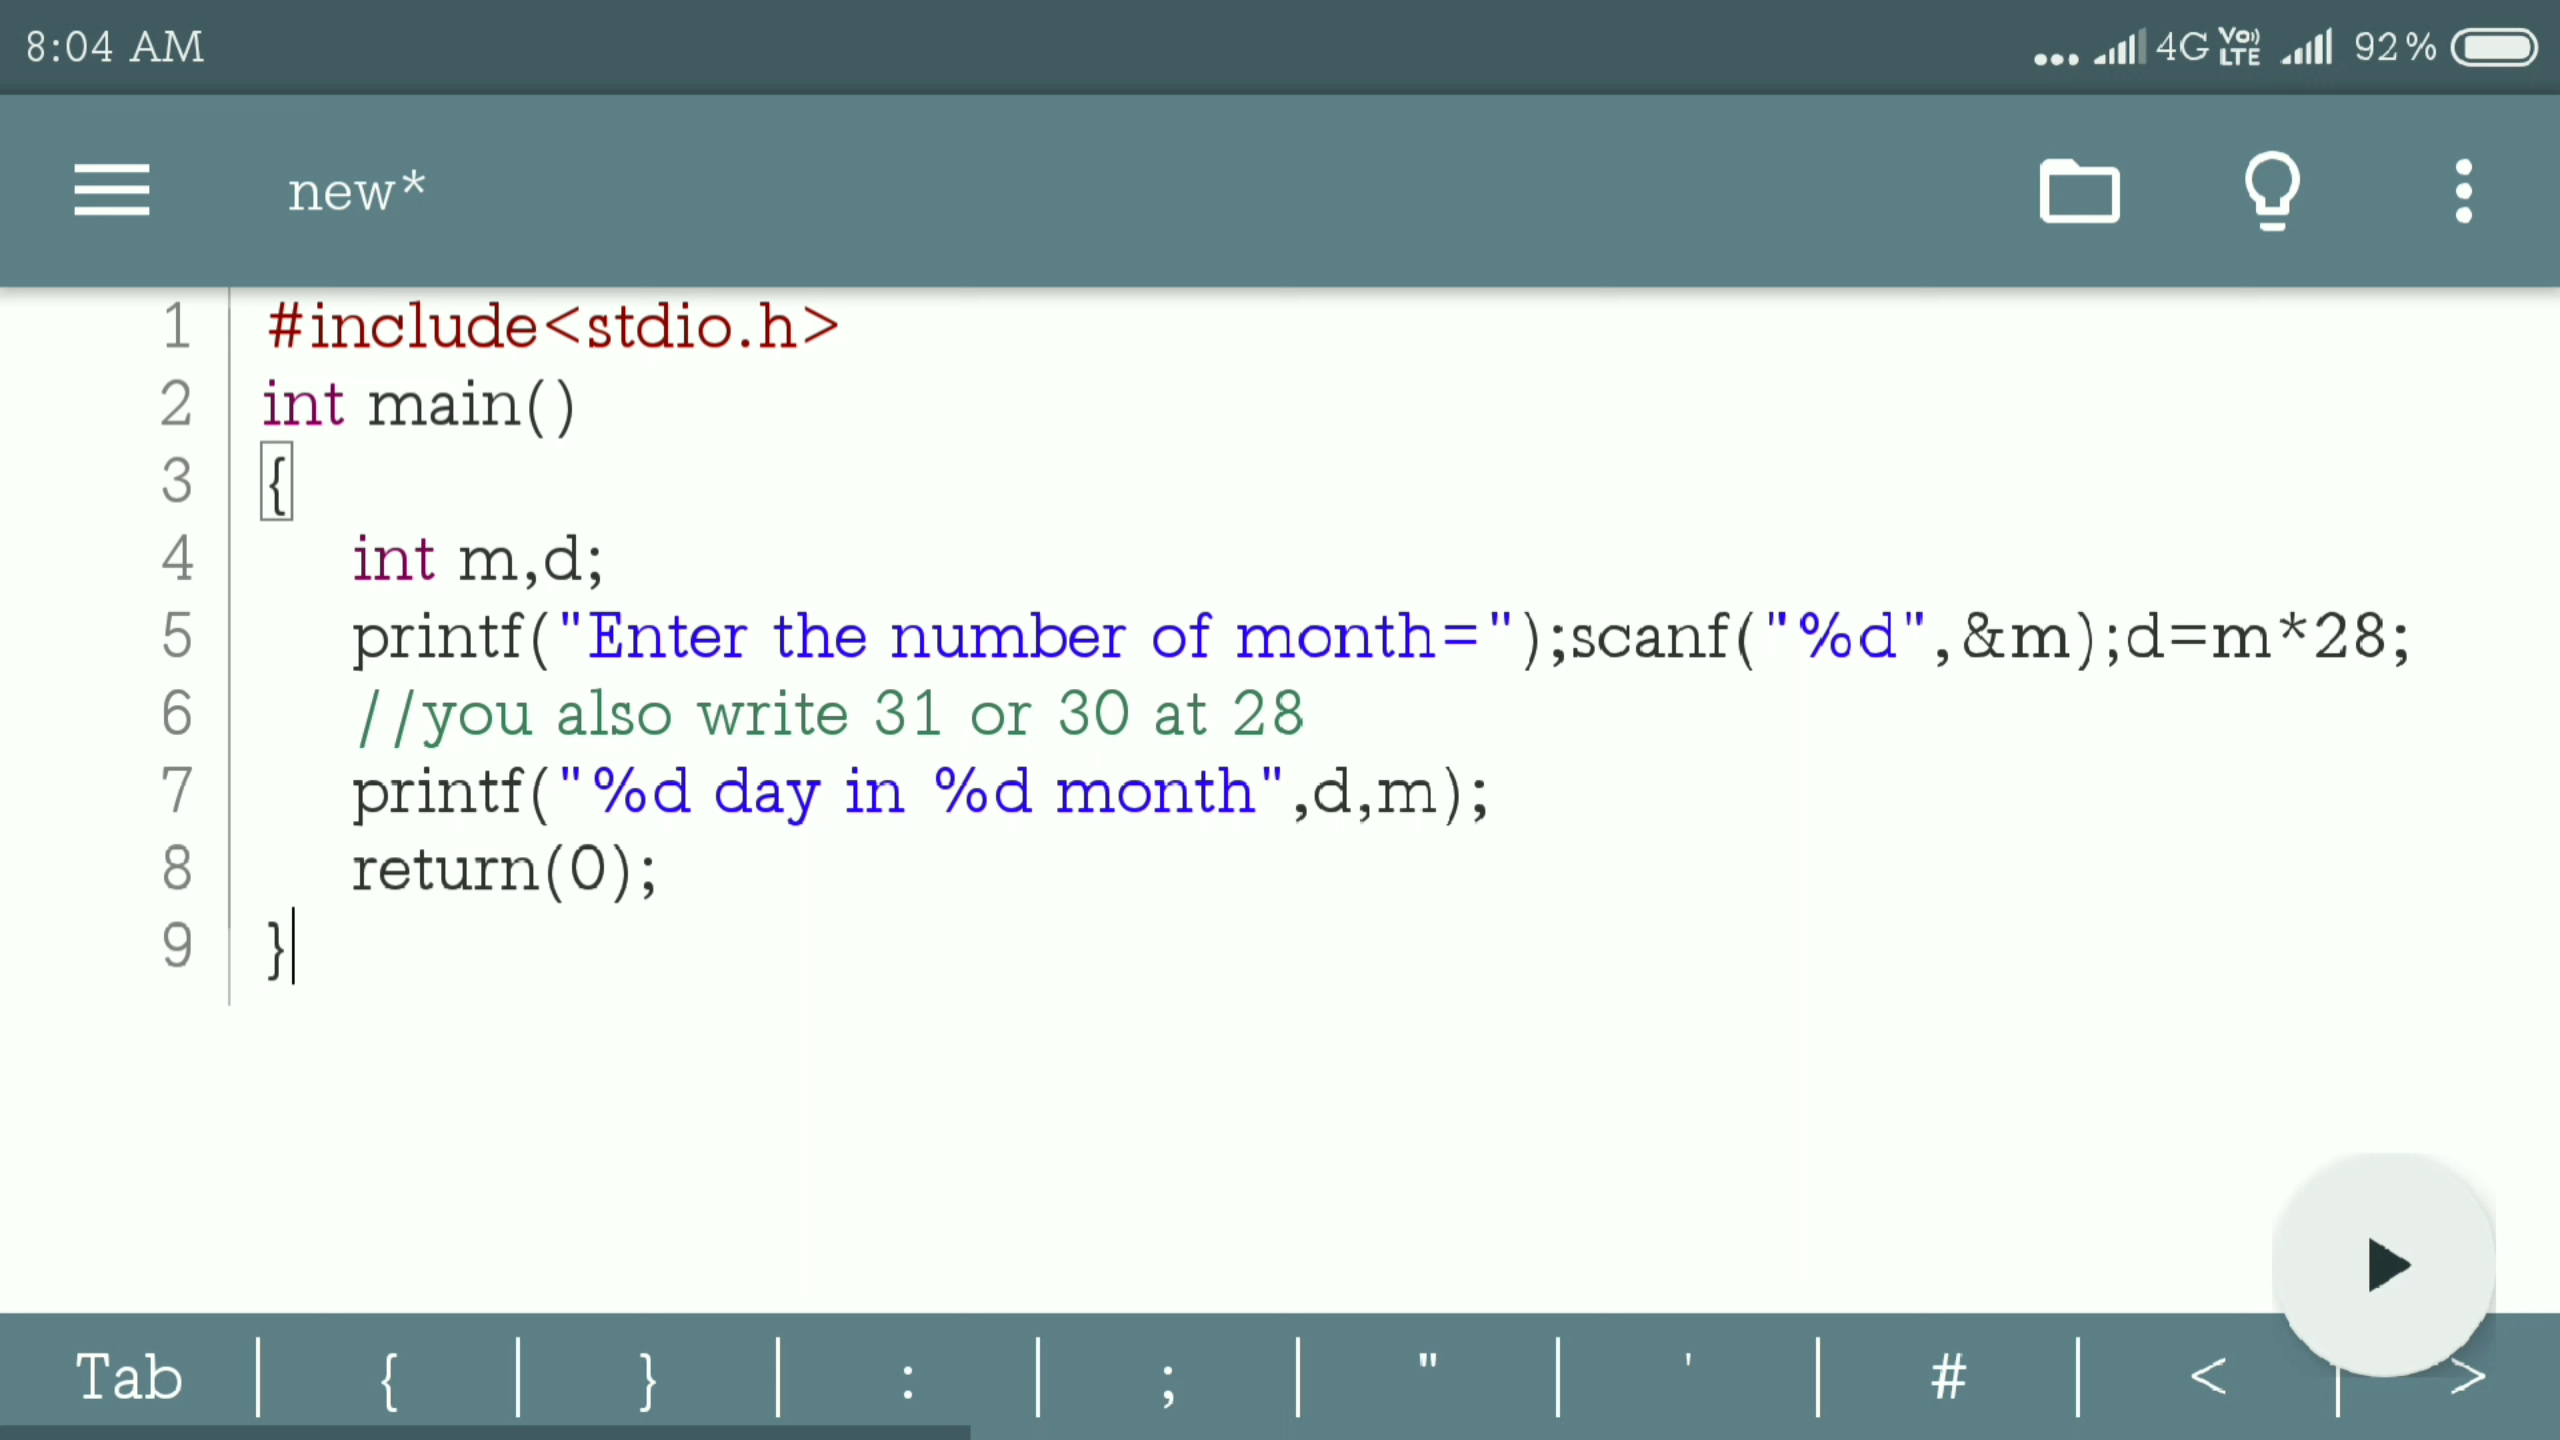 8:04 AM ... 4G VoLTE 92%
new*
1 #include<stdio.h>
2 int main()
3 {
4 int m,d;
5 printf("Enter the number of month=");scanf("%d",&m);d=m*28;
6 //you also write 31 or 30 at 28
7 printf("%d day in %d month",d,m);
8 return(0);
9 }
Tab { } : ; " ' # < >